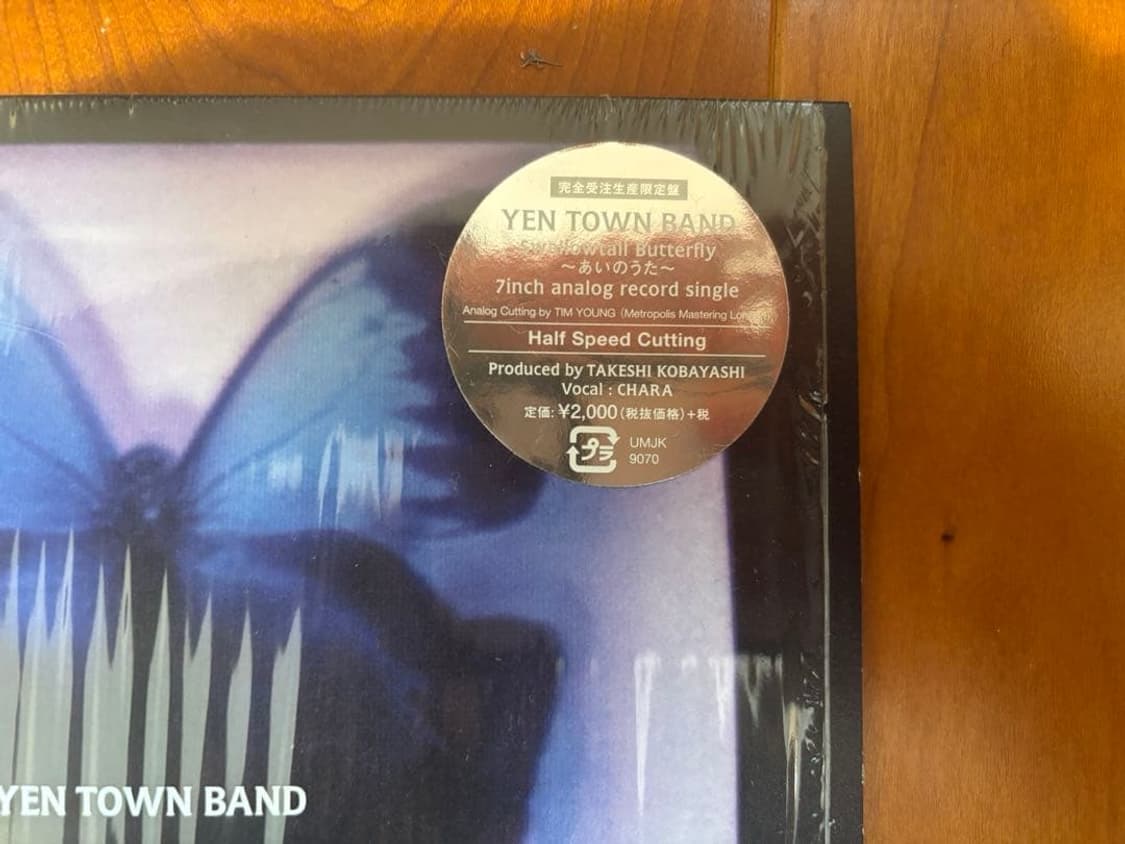 完全受注生産限定盤
YEN TOWN BAND
Swallowtail Butterfly
〜あいのうた〜
7inch analog record single
Analog Cutting by TIM YOUNG (Metropolis Mastering London)
Half Speed Cutting
Produced by TAKESHI KOBAYASHI
Vocal : CHARA
定価: ¥2,000(税抜価格)+税
プラ
UMJK
9070
YEN TOWN BAND